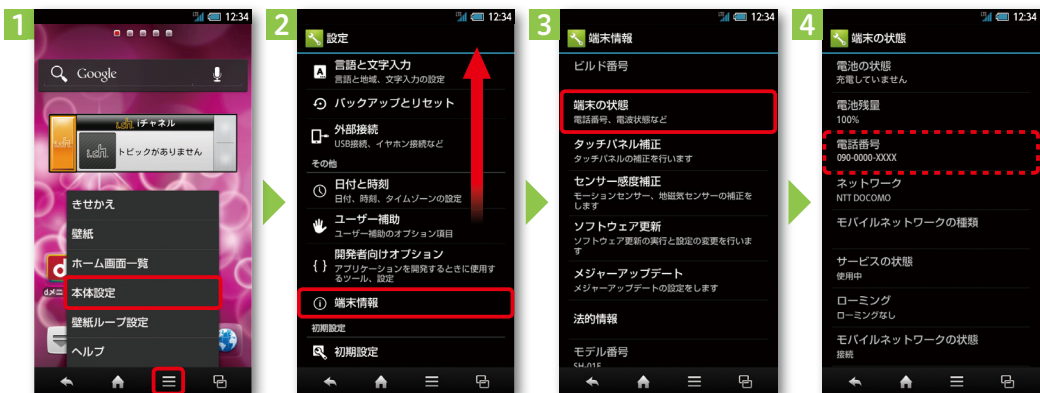 1
12:34
Google
i.ch. iチャネル
i.ch.
i.ch.
トピックがありません
きせかえ
壁紙
ホーム画面一覧
本体設定
壁紙ループ設定
ヘルプ
d
dメニ
2
12:34
設定
A
言語と文字入力
言語と地域、文字入力の設定
バックアップとリセット
外部接続
USB接続、イヤホン接続など
その他
日付と時刻
日付、時刻、タイムゾーンの設定
ユーザー補助
ユーザー補助のオプション項目
{ }
開発者向けオプション
アプリケーションを開発するときに使用す
るツール、設定
端末情報
初期設定
初期設定
3
12:34
端末情報
ビルド番号
端末の状態
電話番号、電波状態など
タッチパネル補正
タッチパネルの補正を行います
センサー感度補正
モーションセンサー、地磁気センサーの補正を
します
ソフトウェア更新
ソフトウェア更新の実行と設定の変更を行いま
す
メジャーアップデート
メジャーアップデートの設定をします
法的情報
モデル番号
SH-01F
4
12:34
端末の状態
電池の状態
充電していません
電池残量
100%
電話番号
090-0000-XXXX
ネットワーク
NTT DOCOMO
モバイルネットワークの種類
サービスの状態
使用中
ローミング
ローミングなし
モバイルネットワークの状態
接続